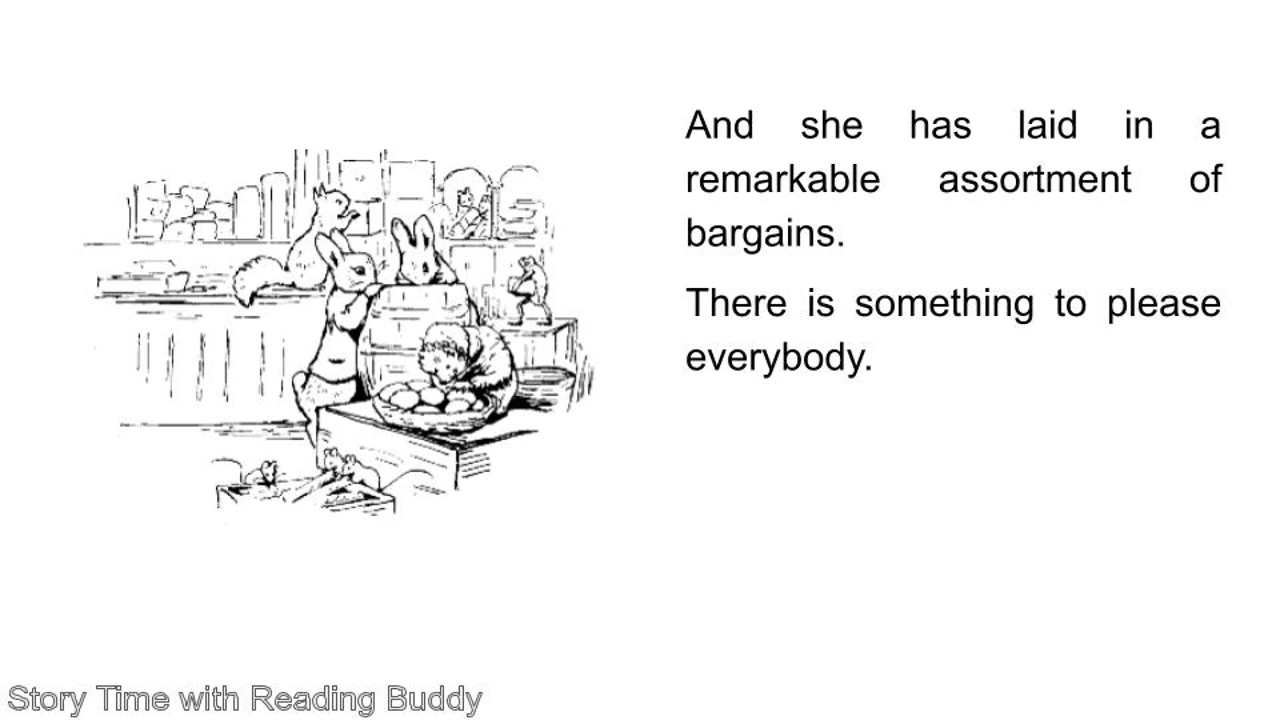 And she has laid in a
remarkable assortment of
bargains.
There is something to please
everybody.
Story Time with Reading Buddy